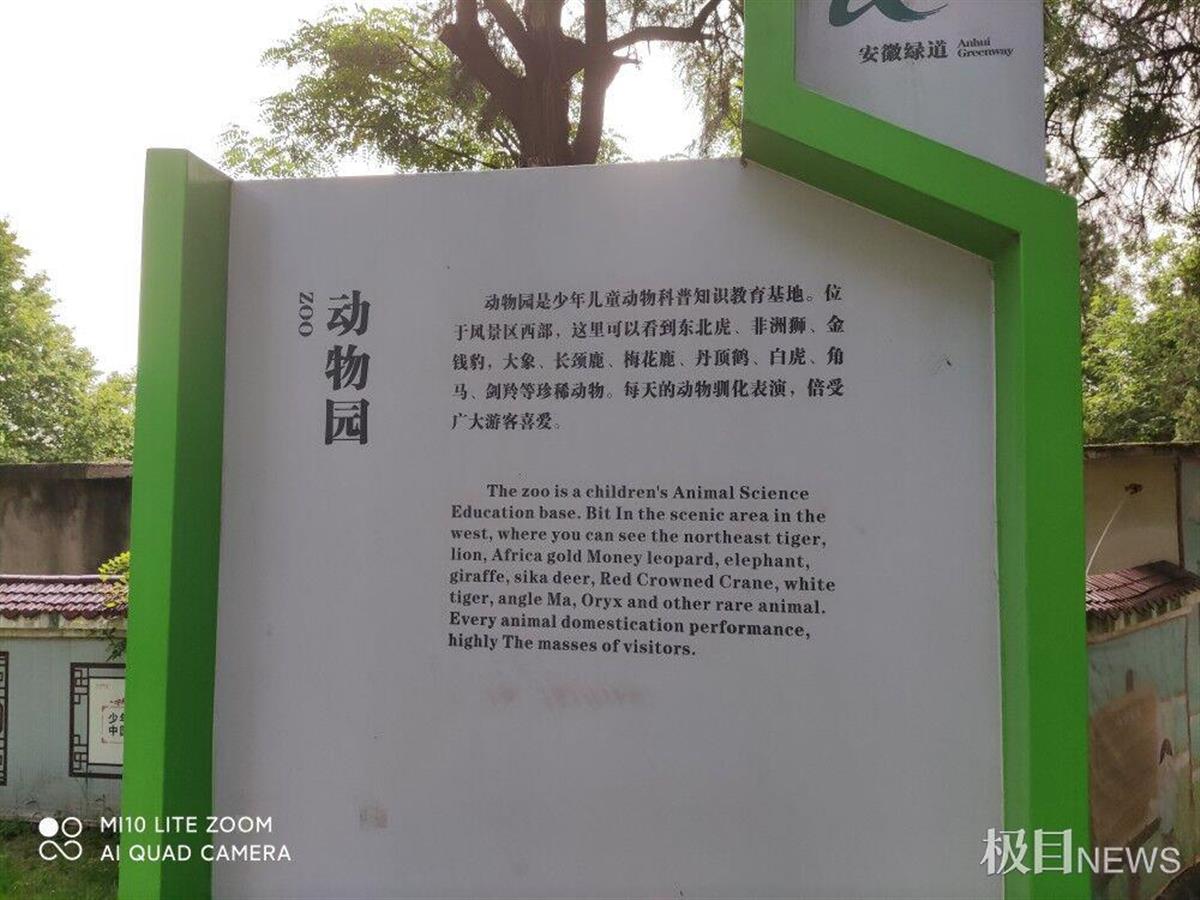 安徽绿道 Anhui Greenway
动物园
ZOO
动物园是少年儿童动物科普知识教育基地。位
于风景区西部，这里可以看到东北虎、非洲狮、金
钱豹，大象、长颈鹿、梅花鹿、丹顶鹤、白虎、角
马、剑羚等珍稀动物。每天的动物驯化表演，倍受
广大游客喜爱。
The zoo is a children's Animal Science
Education base. Bit In the scenic area in the
west, where you can see the northeast tiger,
lion, Africa gold Money leopard, elephant,
giraffe, sika deer, Red Crowned Crane, white
tiger, angle Ma, Oryx and other rare animal.
Every animal domestication performance,
highly The masses of visitors.
少年
中国
MI10 LITE ZOOM
AI QUAD CAMERA
极目NEWS